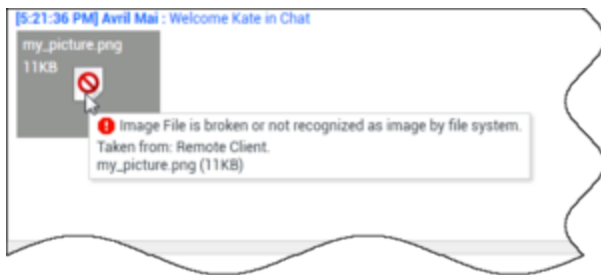 [5:21:36 PM] Avril Mai : Welcome Kate in Chat
my_picture.png
11KB
Image File is broken or not recognized as image by file system.
Taken from: Remote Client.
my_picture.png (11KB)